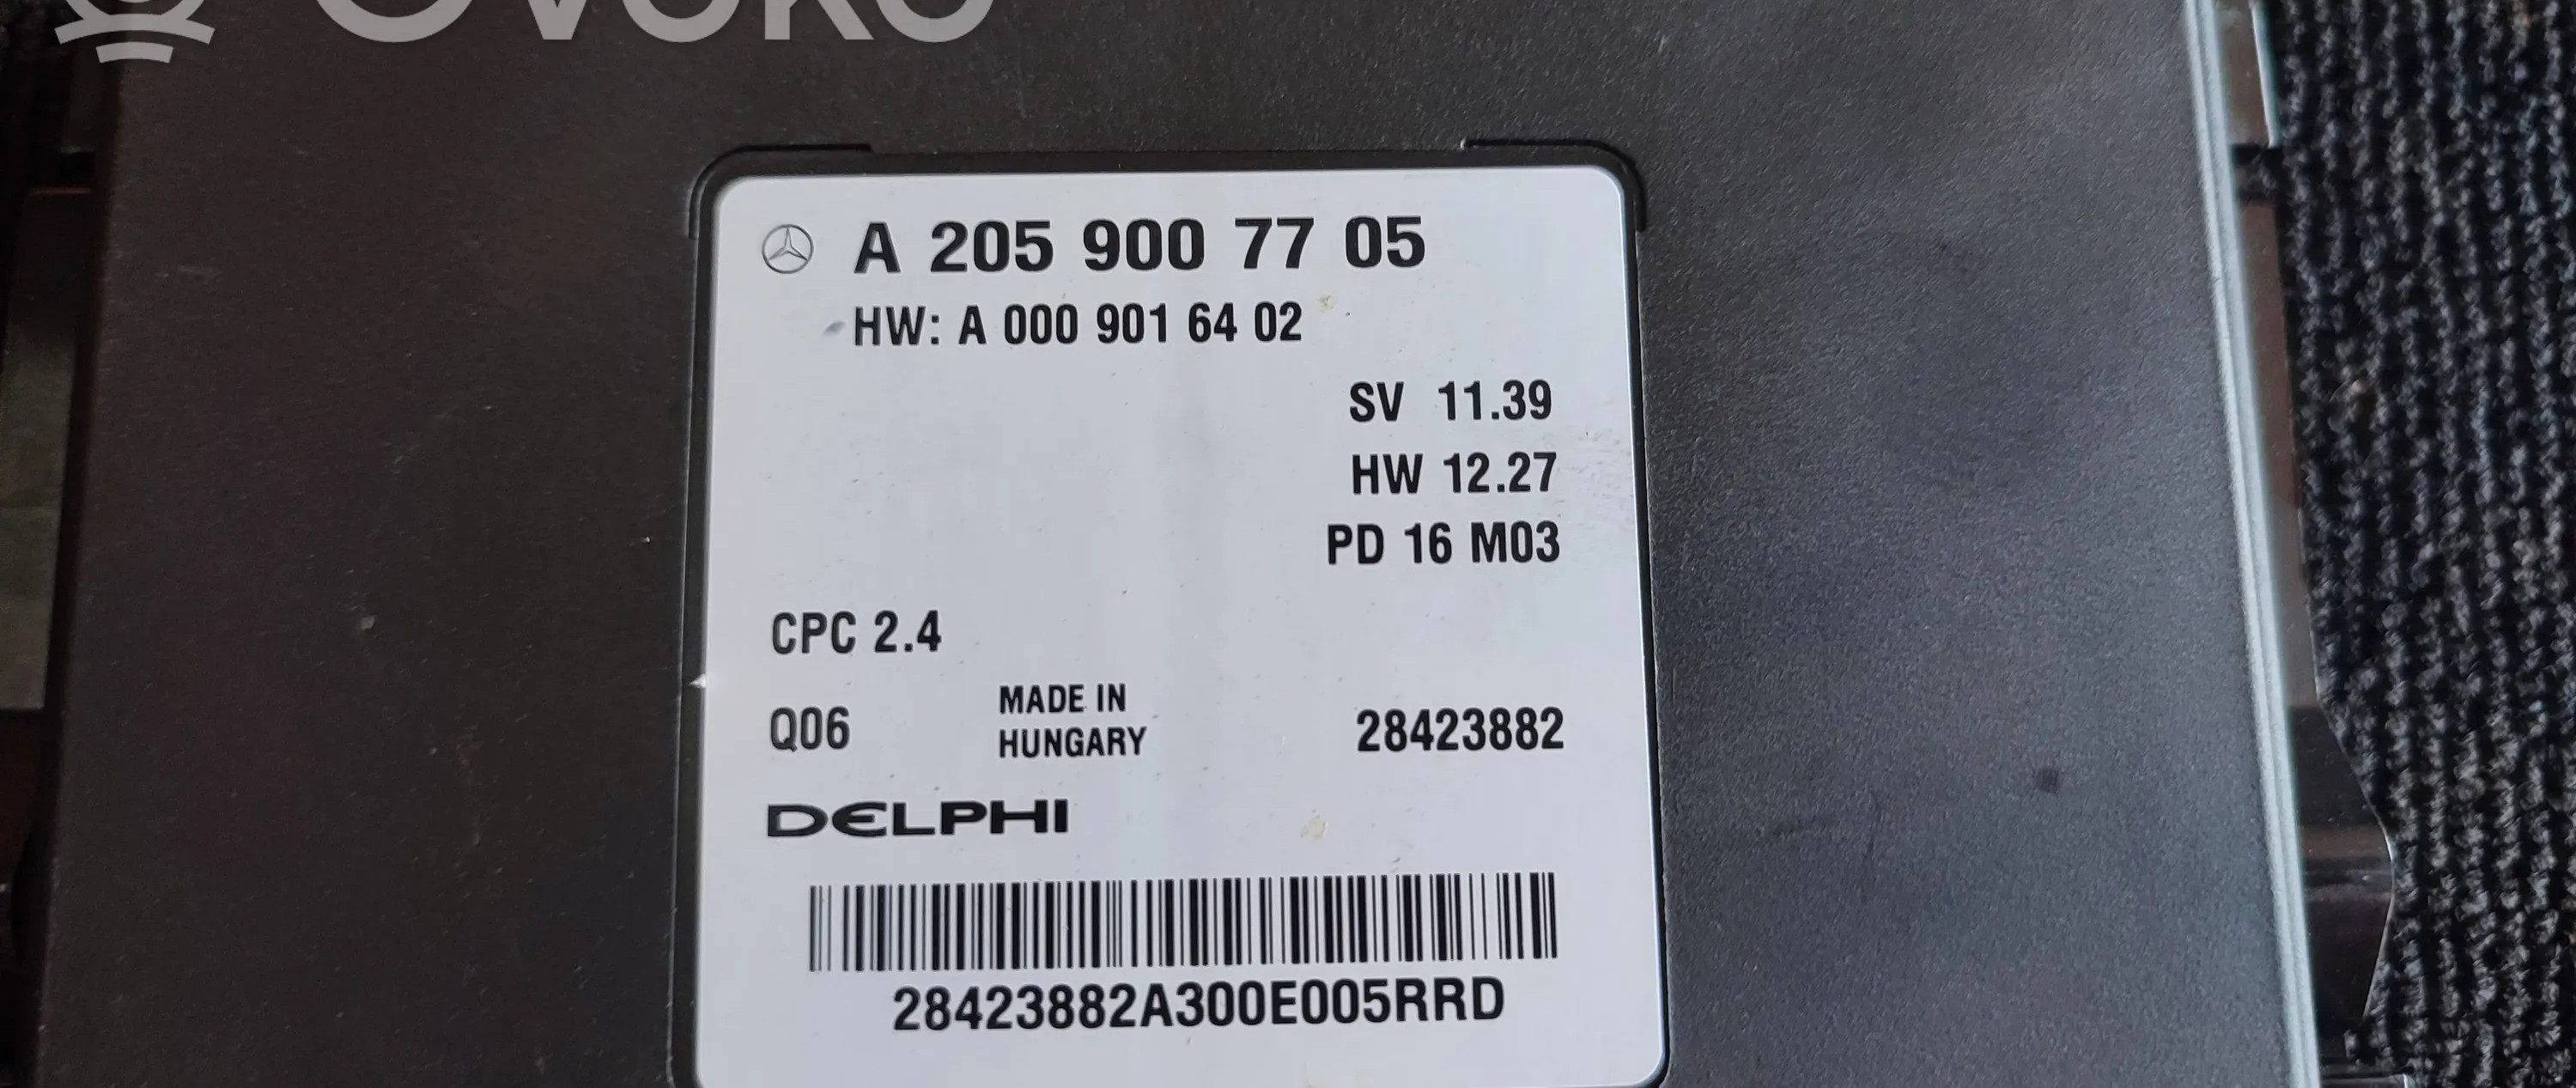 OVOKO
A 205 900 77 05
HW: A 000 901 64 02
SV 11.39
HW 12.27
PD 16 M03
CPC 2.4
Q06
MADE IN
HUNGARY
28423882
DELPHI
28423882A300E005RRD